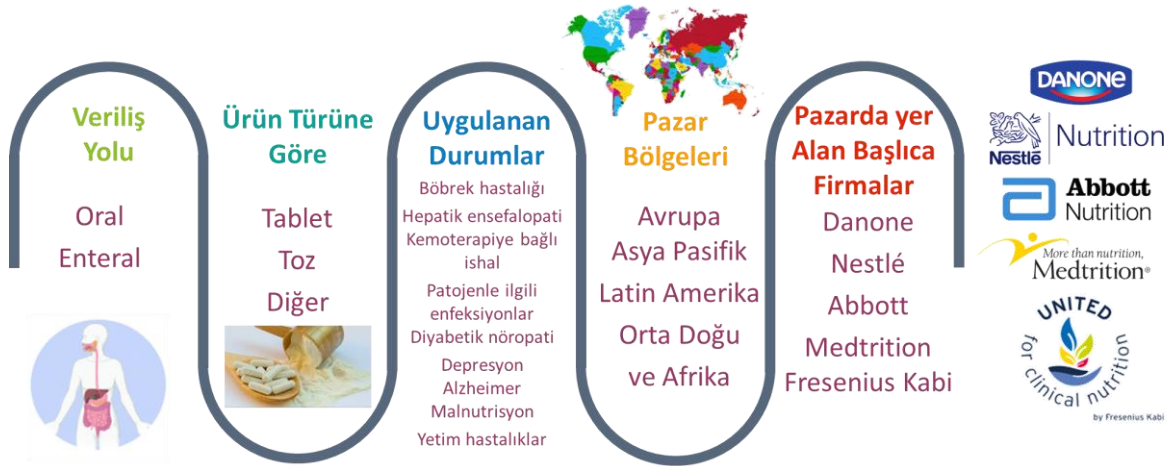 Veriliş
Yolu
Oral
Enteral
Ürün Türüne
Göre
Tablet
Toz
Diğer
Uygulanan
Durumlar
Böbrek hastalığı
Hepatik ensefalopati
Kemoterapiye bağlı
ishal
Patojenle ilgili
enfeksiyonlar
Diyabetik nöropati
Depresyon
Alzheimer
Malnutrisyon
Yetim hastalıklar
Pazar
Bölgeleri
Avrupa
Asya Pasifik
Latin Amerika
Orta Doğu
ve Afrika
Pazarda yer
Alan Başlıca
Firmalar
Danone
Nestlé
Abbott
Medtrition
Fresenius Kabi
DANONE
Nestlé
Nutrition
Abbott
Nutrition
More than nutrition,
Medtrition®
UNITED
for clinical nutrition
by Fresenius Kabi